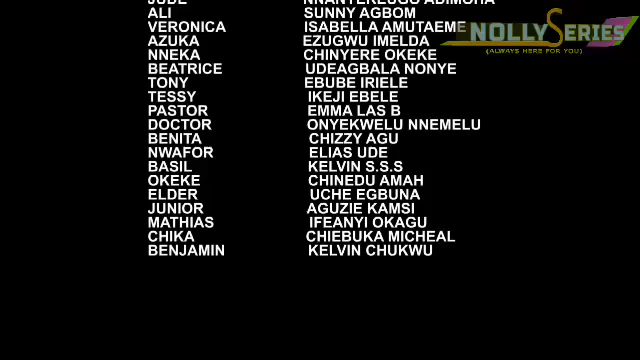 JUDE NNANYEREUGO ADIMORA
ALI SUNNY AGBOM
VERONICA ISABELLA AMUTAEME
AZUKA EZUGWU IMELDA
NNEKA CHINYERE OKEKE
BEATRICE UDEAGBALA NONYE
TONY EBUBE IRIELE
TESSY IKEJI EBELE
PASTOR EMMA LAS B
DOCTOR ONYEKWELU NNEMELU
BENITA CHIZZY AGU
NWAFOR ELIAS UDE
BASIL KELVIN S.S.S
OKEKE CHINEDU AMAH
ELDER UCHE EGBUNA
JUNIOR AGUZIE KAMSI
MATHIAS IFEANYI OKAGU
CHIKA CHIEBUKA MICHEAL
BENJAMIN KELVIN CHUKWU
NOLLYSERIES
(ALWAYS HERE FOR YOU)